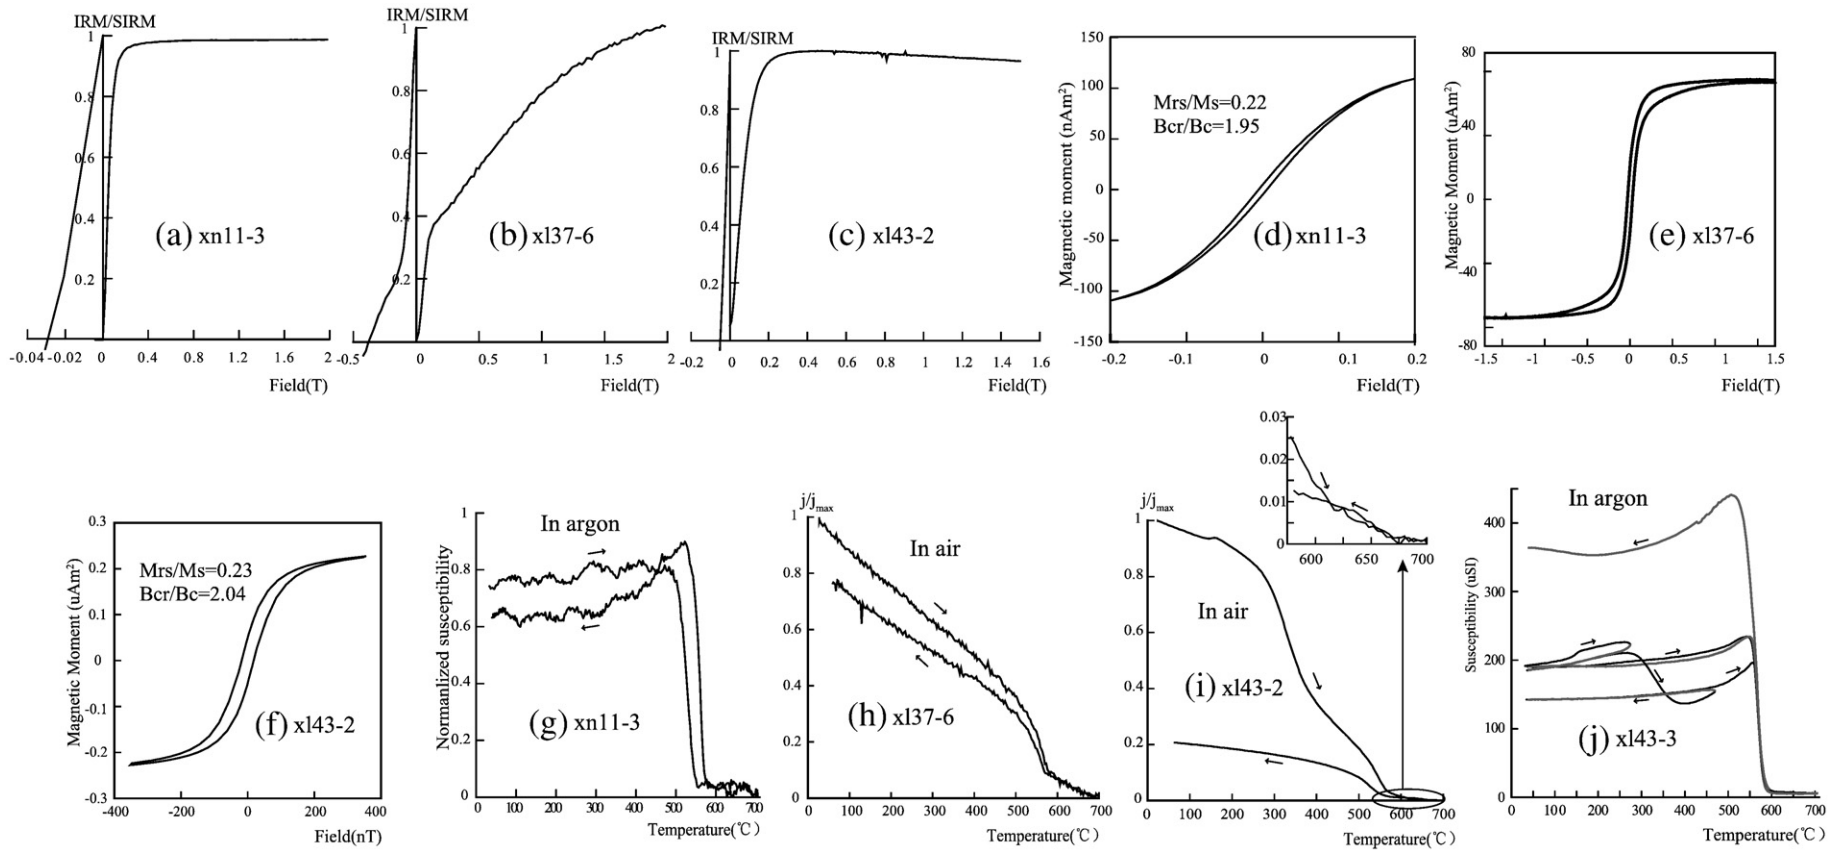 IRM/SIRM
1
0.8
0.6
0.4
0.2
-0.04 -0.02 0 0.4 0.8 1.2 1.6 2
Field(T)
(a) xn11-3
IRM/SIRM
1
0.8
0.6
0.4
0.2
-0.5 0 0.5 1 1.5 2
Field(T)
(b) xl37-6
IRM/SIRM
1
0.8
0.6
0.4
0.2
-0.2 0 0.2 0.4 0.6 0.8 1 1.2 1.4 1.6
Field(T)
(c) xl43-2
150
100
50
0
-50
-100
-150
Magmetic moment (nAm²)
Mrs/Ms=0.22
Bcr/Bc=1.95
(d) xn11-3
-0.2 -0.1 0 0.1 0.2
Field(T)
80
40
0
-40
-80
Magnetic Moment (uAm²)
(e) xl37-6
-1.5 -1 -0.5 0 0.5 1 1.5
Field(T)
0.3
0.2
0.1
0
-0.1
-0.2
-0.3
Magnetic Moment (uAm²)
Mrs/Ms=0.23
Bcr/Bc=2.04
(f) xl43-2
-400 -200 0 200 400
Field(nT)
1
0.8
0.6
0.4
0.2
0
Normanlized susceptibility
In argon
(g) xn11-3
0 100 200 300 400 500 600 700
Temperature(℃)
j/jmax
1
0.8
0.6
0.4
0.2
0
In air
(h) xl37-6
0 100 200 300 400 500 600 700
Temperature(℃)
j/jmax
1
0.8
0.6
0.4
0.2
0
In air
(i) xl43-2
0 100 200 300 400 500 600 700
Temperature(℃)
0.03
0.02
0.01
0
600 650 700
400
300
200
100
0
Susceptibility (uSI)
In argon
(j) xl43-3
0 100 200 300 400 500 600 700
Temperature(℃)